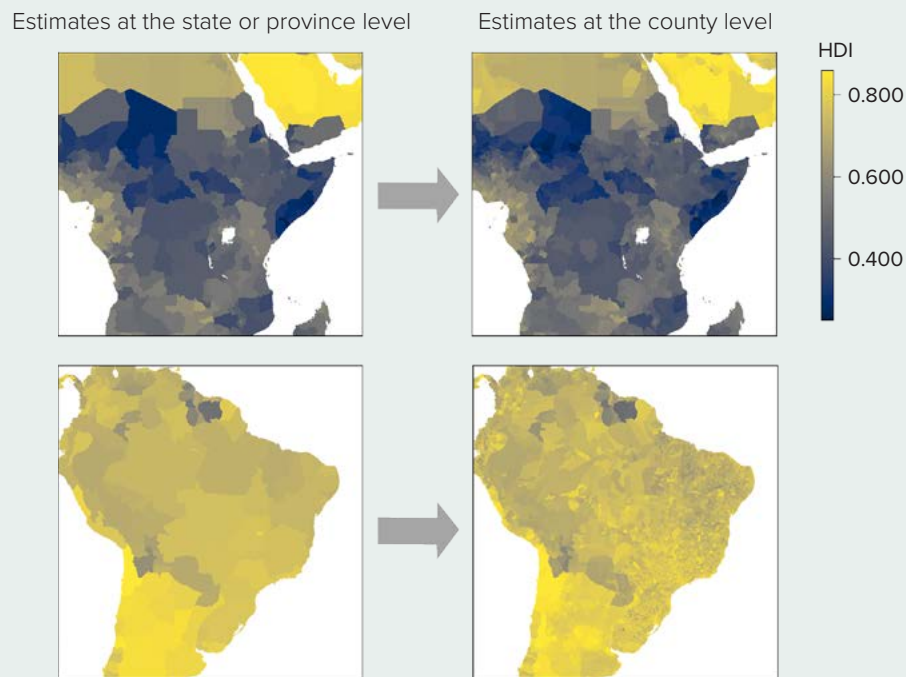 Estimates at the state or province level
Estimates at the county level
HDI
0.800
0.600
0.400